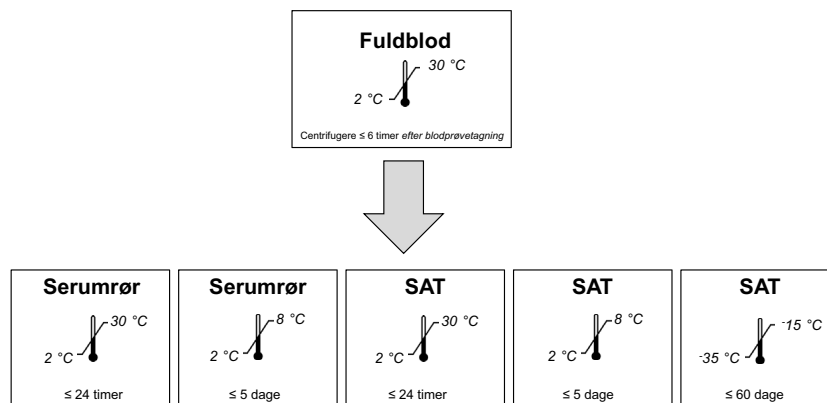 Fuldblod
30 °C
2 °C
Centrifugere ≤ 6 timer efter blodprøvetagning
Serumrør
30 °C
2 °C
≤ 24 timer
Serumrør
8 °C
2 °C
≤ 5 dage
SAT
30 °C
2 °C
≤ 24 timer
SAT
8 °C
2 °C
≤ 5 dage
SAT
-15 °C
-35 °C
≤ 60 dage